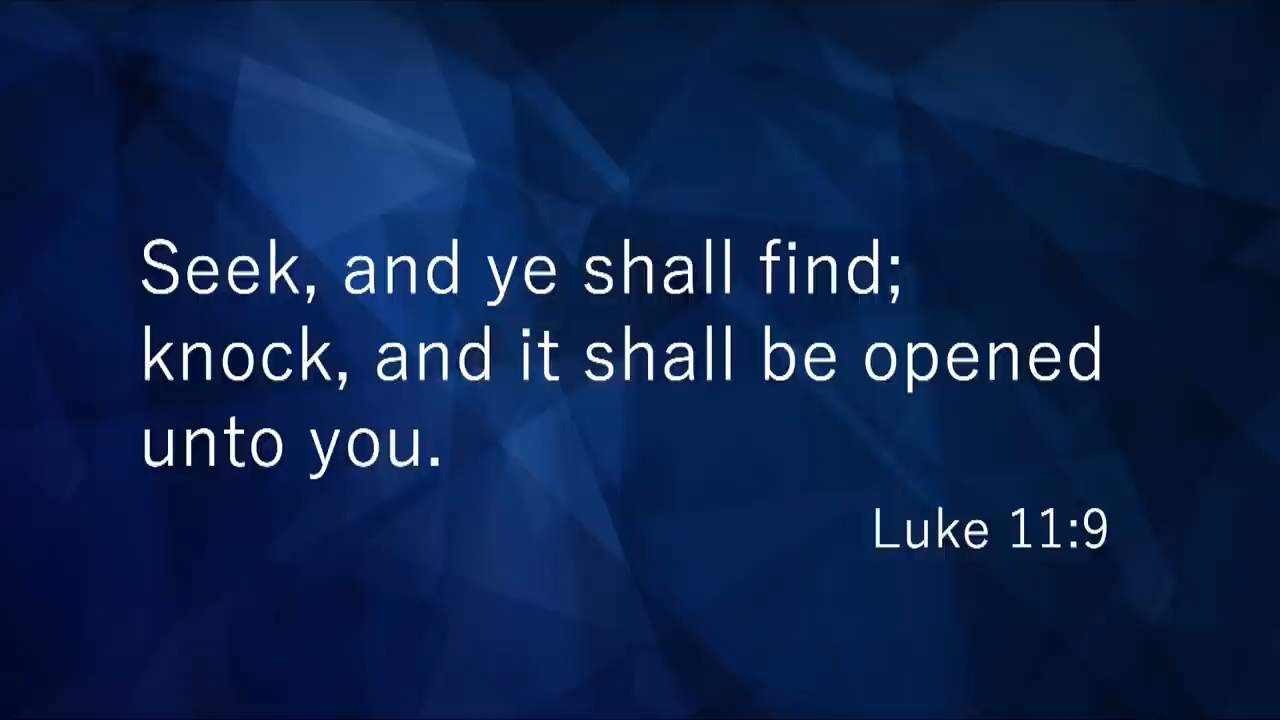 Seek, and ye shall find;
knock, and it shall be opened
unto you.
Luke 11:9